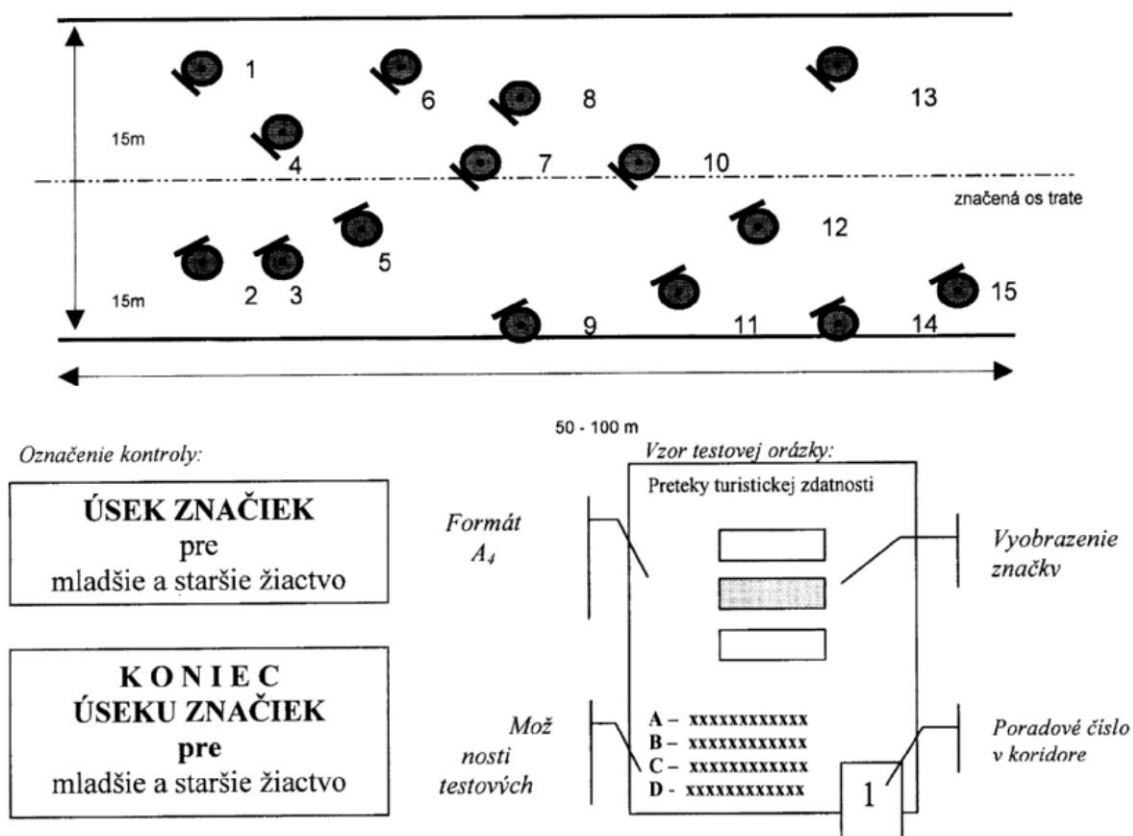 1
6
8
13
15m
4
7
10
značená os trate
12
5
2
3
15m
15
9
11
14
50 - 100 m
Označenie kontroly:
ÚSEK ZNAČIEK
pre
mladšie a staršie žiactvo
K O N I E C
ÚSEKU ZNAČIEK
pre
mladšie a staršie žiactvo
Formát
A4
Mož
nosti
testových
Vzor testovej orázky:
Preteky turistickej zdatnosti
A – xxxxxxxxxxxx
B – xxxxxxxxxxxx
C – xxxxxxxxxxxx
D - xxxxxxxxxxxx
1
Vyobrazenie
značky
Poradové číslo
v koridore